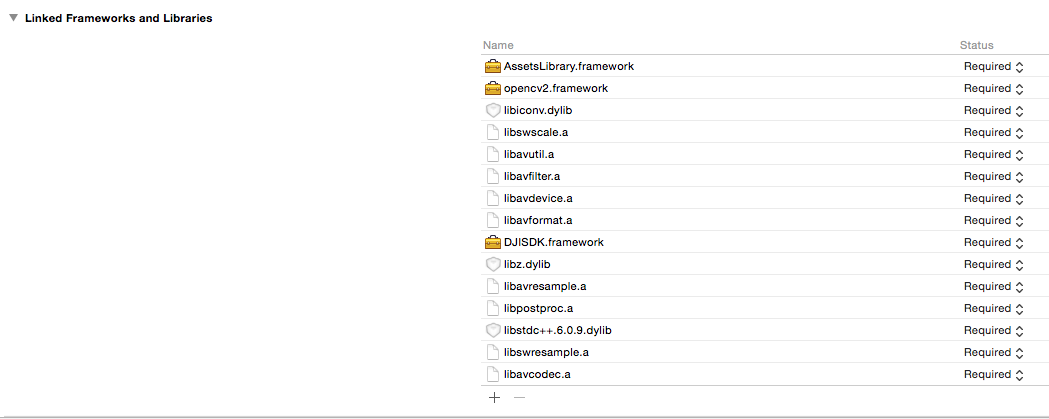 Linked Frameworks and Libraries
Name Status
AssetsLibrary.framework Required
opencv2.framework Required
libiconv.dylib Required
libswscale.a Required
libavutil.a Required
libavfilter.a Required
libavdevice.a Required
libavformat.a Required
DJISDK.framework Required
libz.dylib Required
libavresample.a Required
libpostproc.a Required
libstdc++.6.0.9.dylib Required
libswresample.a Required
libavcodec.a Required